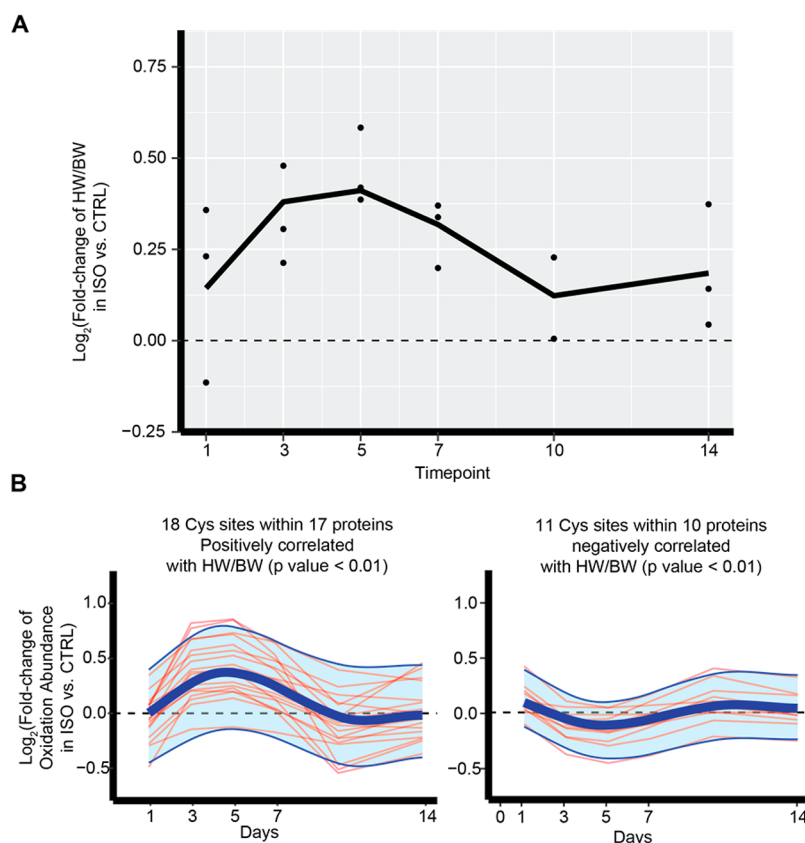 A
Log₂(Fold-change of HW/BW
in ISO vs. CTRL)
0.75
0.50
0.25
0.00
−0.25
1 3 5 7 10 14
Timepoint
B
18 Cys sites within 17 proteins
Positively correlated
with HW/BW (p value < 0.01)
Log₂(Fold-change of
Oxidation Abundance
in ISO vs. CTRL)
1.0
0.5
0.0
−0.5
1 3 5 7 14
Days
11 Cys sites within 10 proteins
negatively correlated
with HW/BW (p value < 0.01)
1.0
0.5
0.0
−0.5
0 1 3 5 7 14
Days